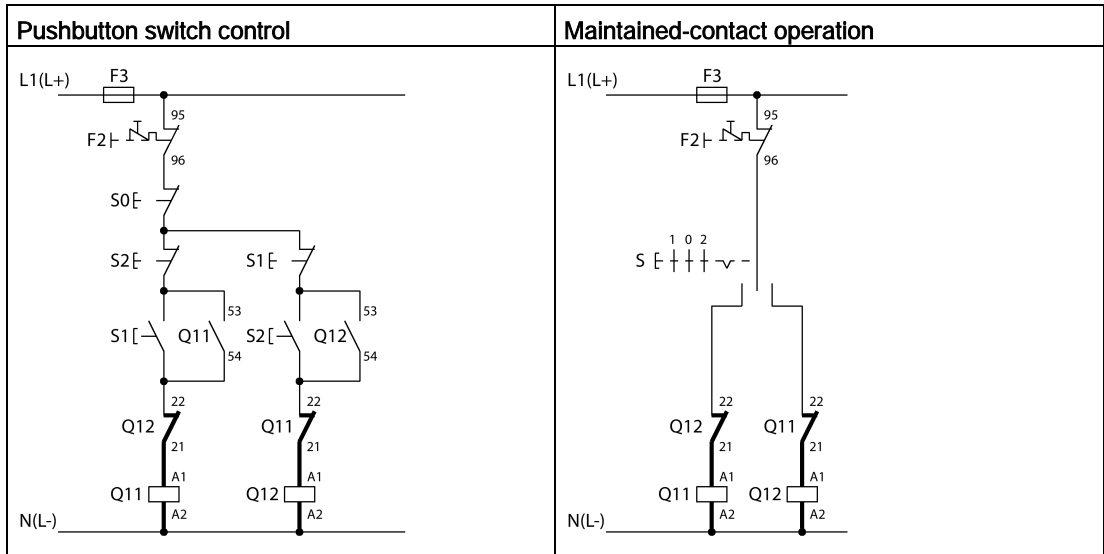 Pushbutton switch control
Maintained-contact operation
L1(L+) F3
95
F2
96
S0
S2 S1
53 53
S1 Q11 S2 Q12
54 54
22 22
Q12 Q11
21 21
A1 A1
Q11 Q12
A2 A2
N(L-)
L1(L+) F3
95
F2
96
1 0 2
S
22 22
Q12 Q11
21 21
A1 A1
Q11 Q12
A2 A2
N(L-)